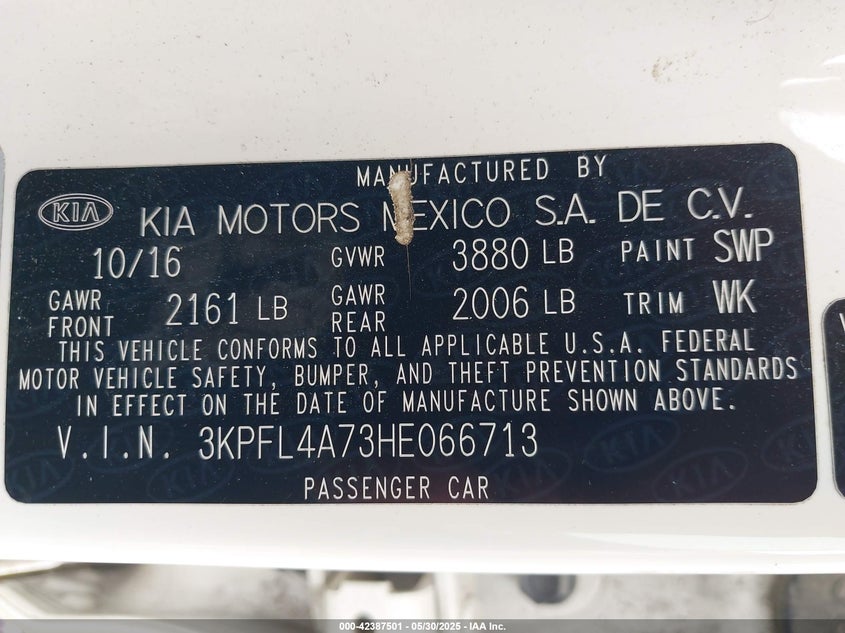 MANUFACTURED BY
KIA KIA MOTORS MEXICO S.A. DE C.V.
10/16 GVWR 3880 LB PAINT SWP
GAWR FRONT 2161 LB GAWR REAR 2006 LB TRIM WK
THIS VEHICLE CONFORMS TO ALL APPLICABLE U.S.A. FEDERAL
MOTOR VEHICLE SAFETY, BUMPER, AND THEFT PREVENTION STANDARDS
IN EFFECT ON THE DATE OF MANUFACTURE SHOWN ABOVE.
V.I.N. 3KPFL4A73HE066713
PASSENGER CAR
000-42387501 - 05/30/2025 - © IAA Inc.